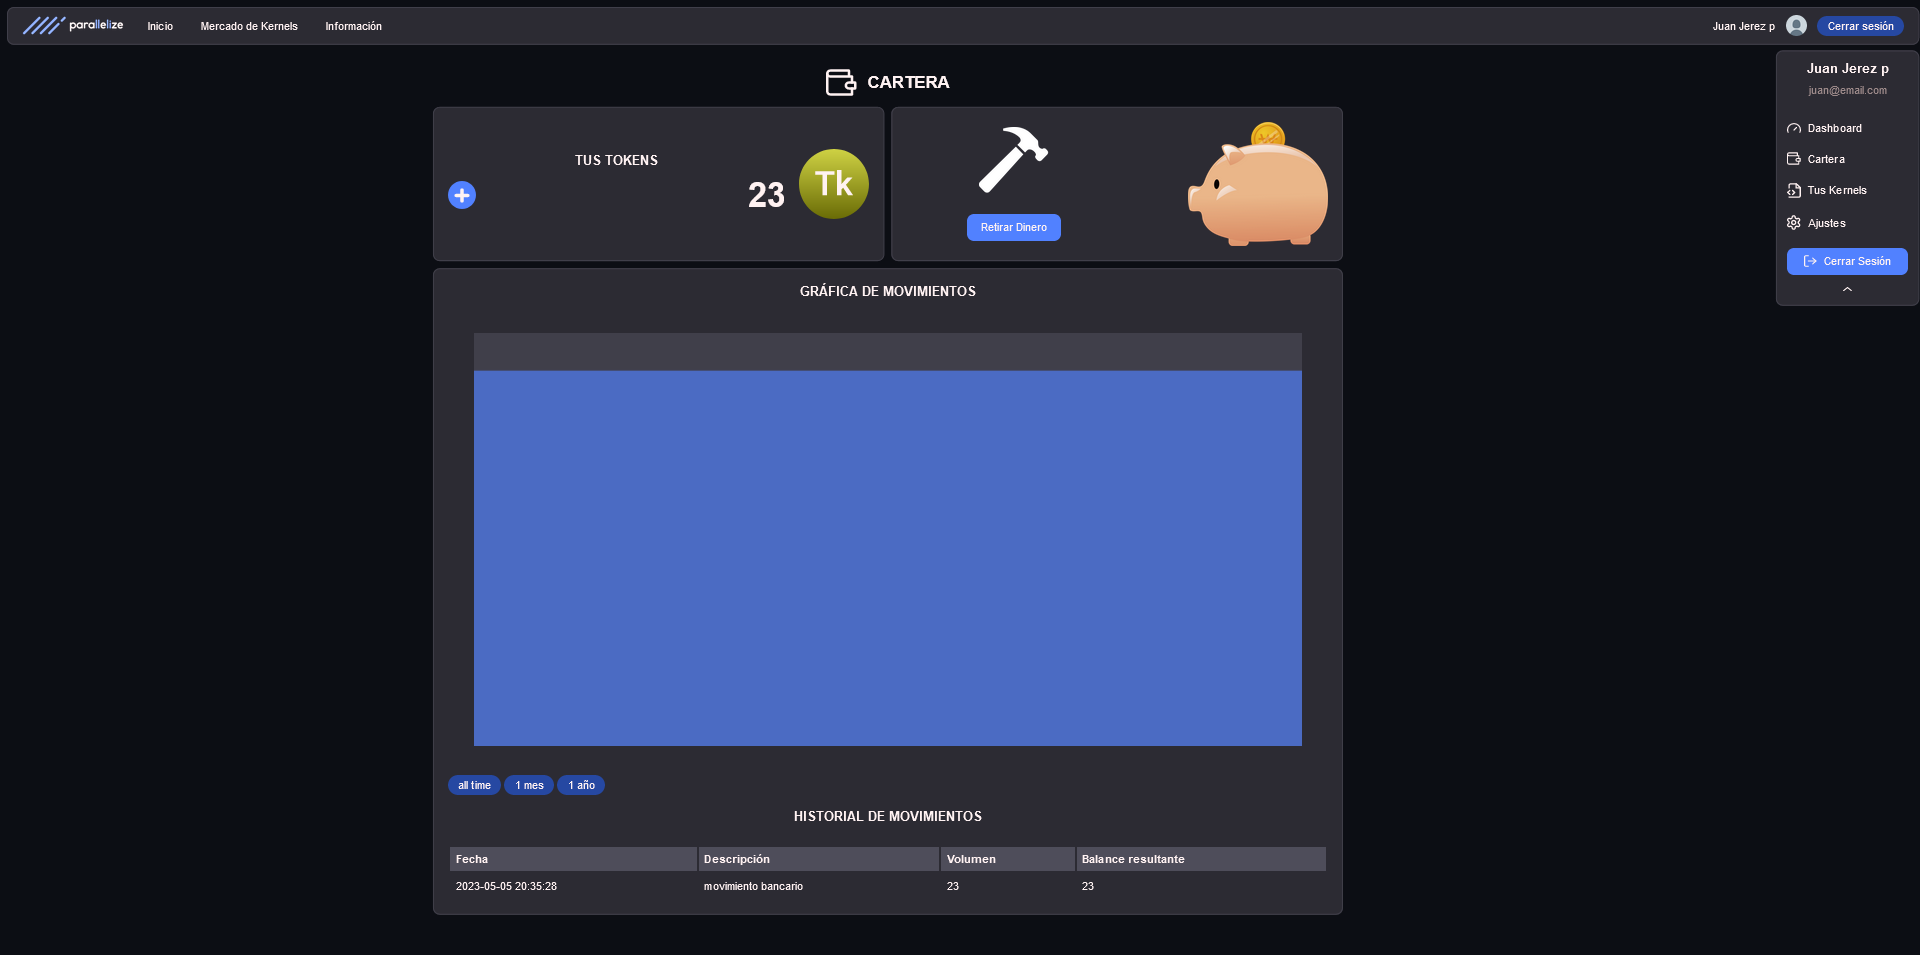 parallelize Inicio Mercado de Kernels Información Juan Jerez p Cerrar sesión
Juan Jerez p
juan@email.com
Dashboard
Cartera
Tus Kernels
Ajustes
Cerrar Sesión
CARTERA
TUS TOKENS
23 Tk
Retirar Dinero
GRÁFICA DE MOVIMIENTOS
all time 1 mes 1 año
HISTORIAL DE MOVIMIENTOS
Fecha Descripción Volumen Balance resultante
2023-05-05 20:35:28 movimiento bancario 23 23